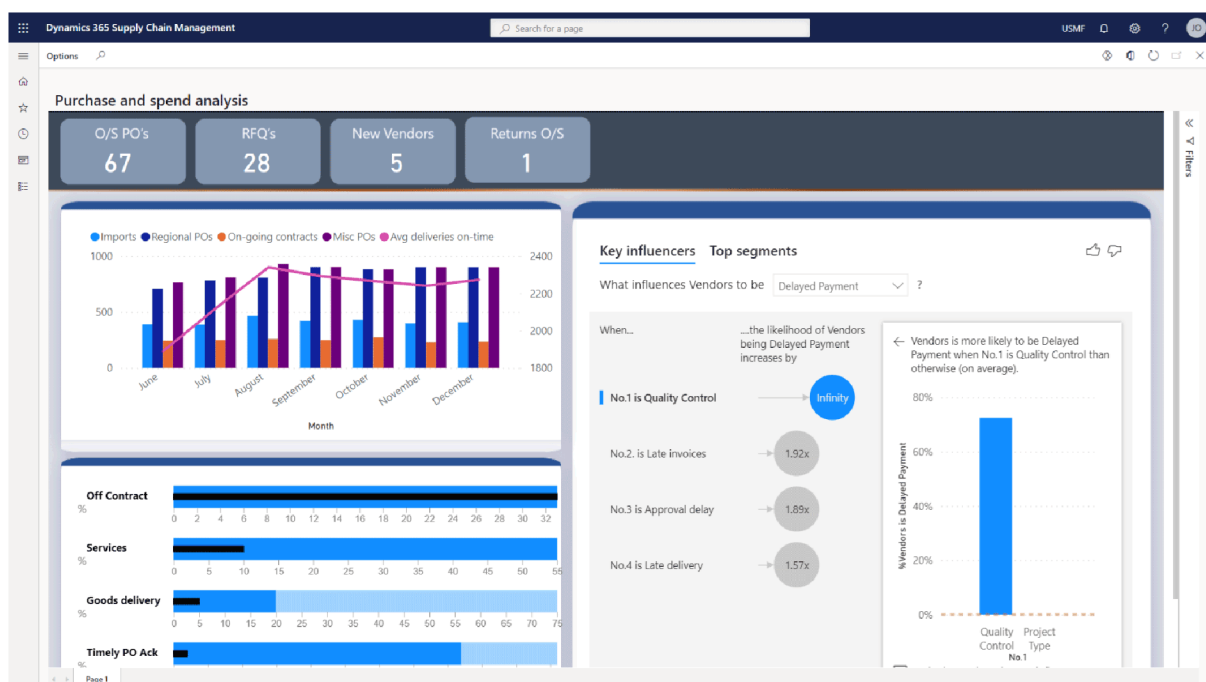 Dynamics 365 Supply Chain Management
Search for a page
USMF
?
JO
Options
Purchase and spend analysis
O/S PO's
67
RFQ's
28
New Vendors
5
Returns O/S
1
Filters
Imports Regional POs On-going contracts Misc POs Avg deliveries on-time
1000
500
0
2400
2200
2000
1800
June July August September October November December
Month
Off Contract
%
0 2 4 6 8 10 12 14 16 18 20 22 24 26 28 30 32
Services
%
0 5 10 15 20 25 30 35 40 45 50 55
Goods delivery
%
0 5 10 15 20 25 30 35 40 45 50 55 60 65 70 75
Timely PO Ack
%
Key influencers Top segments
What influences Vendors to be Delayed Payment ?
When...
....the likelihood of Vendors
being Delayed Payment
increases by
No.1 is Quality Control
Infinity
No.2. is Late invoices
1.92x
No.3 is Approval delay
1.89x
No.4 is Late delivery
1.57x
Vendors is more likely to be Delayed
Payment when No.1 is Quality Control than
otherwise (on average).
80%
60%
40%
20%
0%
%Vendors is Delayed Payment
Quality Project
Control Type
No.1
Page 1